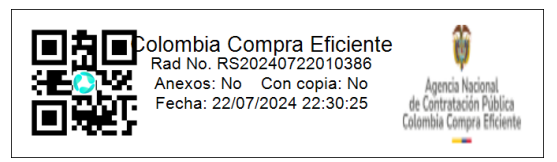 Colombia Compra Eficiente
Rad No. RS20240722010386
Anexos: No Con copia: No
Fecha: 22/07/2024 22:30:25
Agencia Nacional
de Contratación Pública
Colombia Compra Eficiente